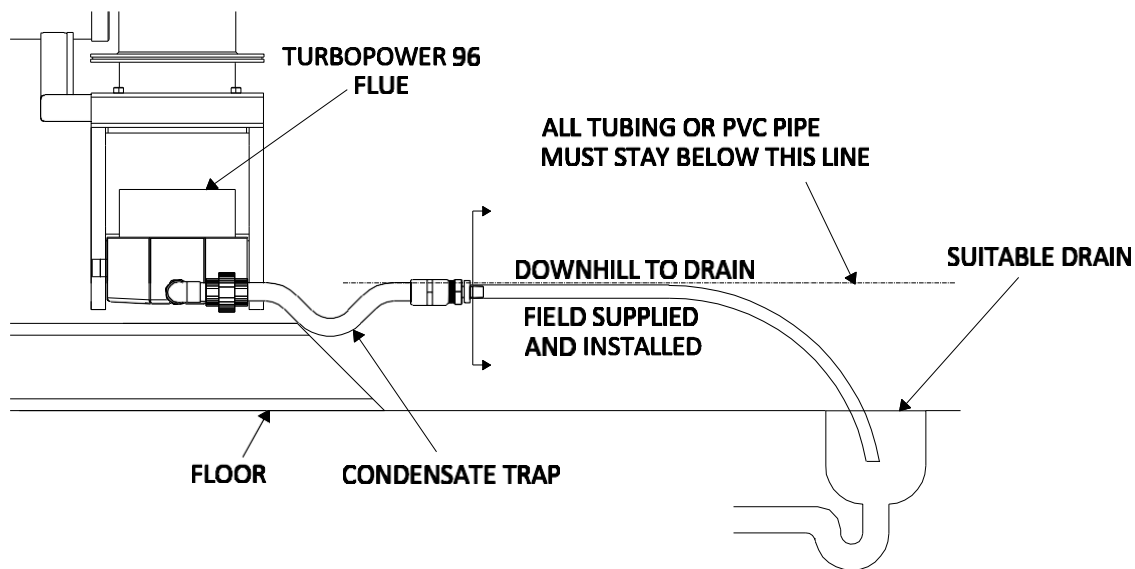 TURBOPOWER 96
FLUE
ALL TUBING OR PVC PIPE
MUST STAY BELOW THIS LINE
SUITABLE DRAIN
DOWNHILL TO DRAIN
FIELD SUPPLIED
AND INSTALLED
FLOOR
CONDENSATE TRAP